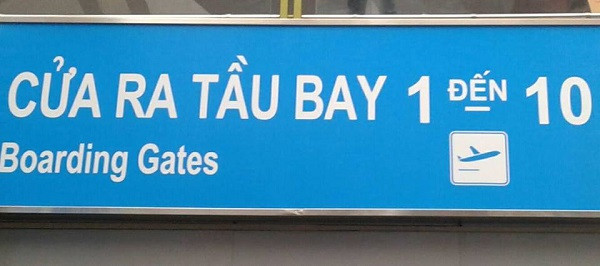 CỬA RA TẦU BAY 1 ĐẾN 10
Boarding Gates